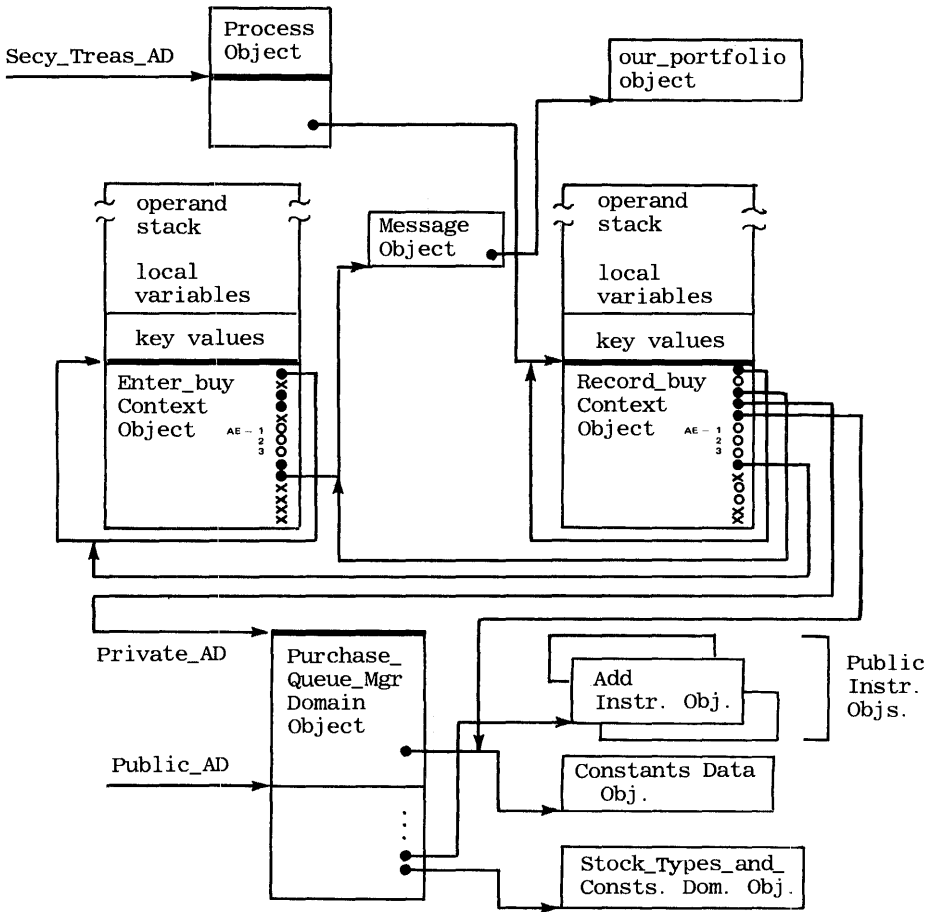 Process
Object
Secy_Treas_AD
our_portfolio
object
operand
stack
local
variables
key values
Enter_buy
Context
Object
AE – 1
2
3
Message
Object
operand
stack
local
variables
key values
Record_buy
Context
Object
AE – 1
2
3
Private_AD
Purchase_
Queue_Mgr
Domain
Object
Public_AD
Add
Instr. Obj.
Public
Instr.
Objs.
Constants Data
Obj.
Stock_Types_and_
Consts. Dom. Obj.